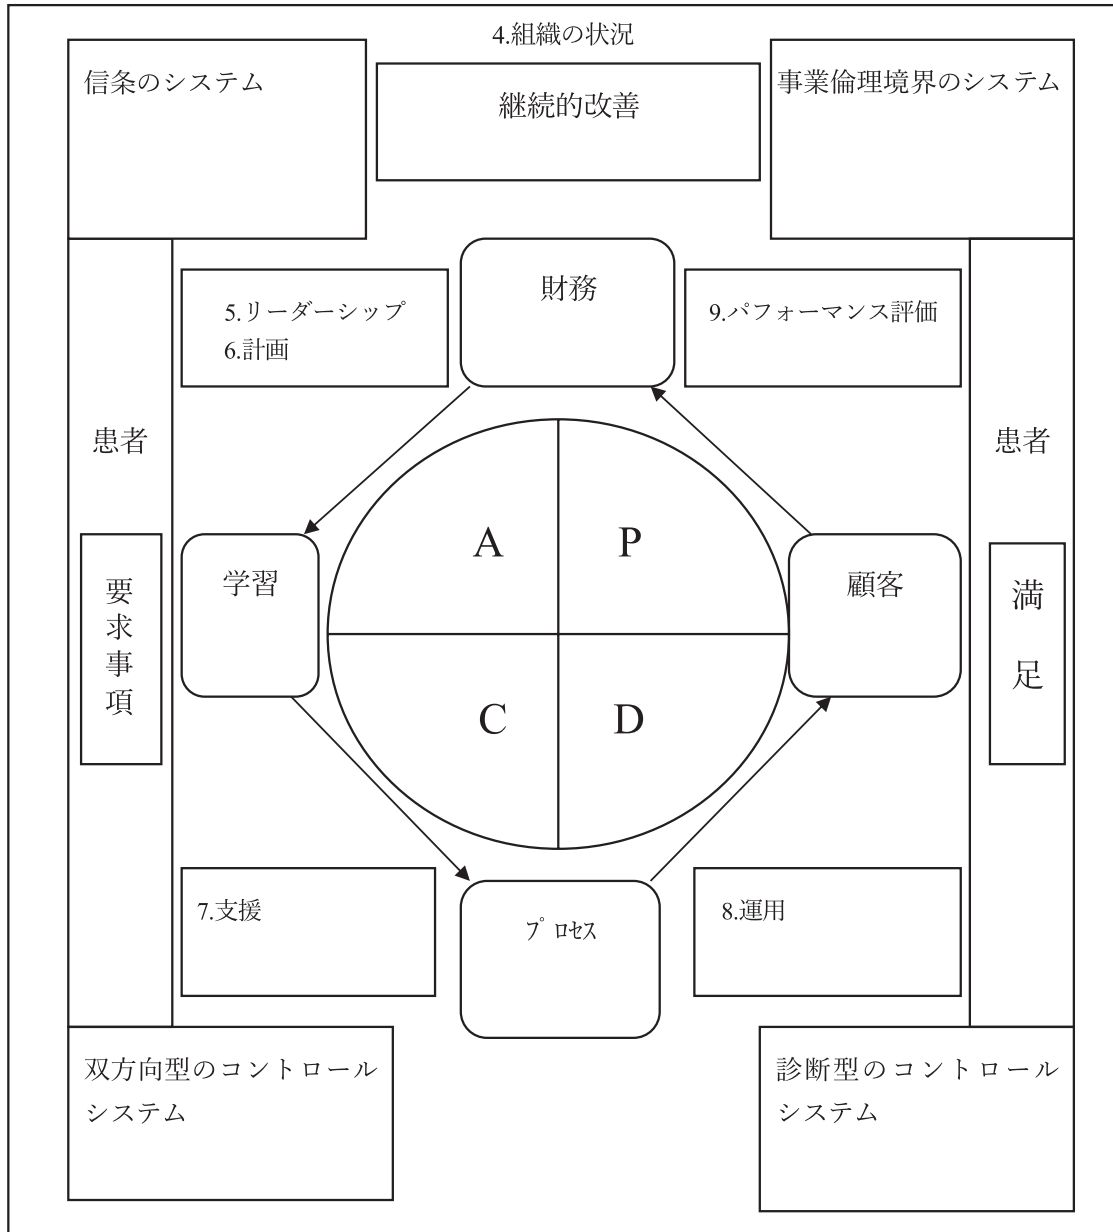 4.組織の状況
信条のシステム
継続的改善
事業倫理境界のシステム
財務
5.リーダーシップ
6.計画
9.パフォーマンス評価
患者
患者
A
P
学習
顧客
要求事項
満足
C
D
7.支援
プロセス
8.運用
双方向型のコントロール
システム
診断型のコントロール
システム